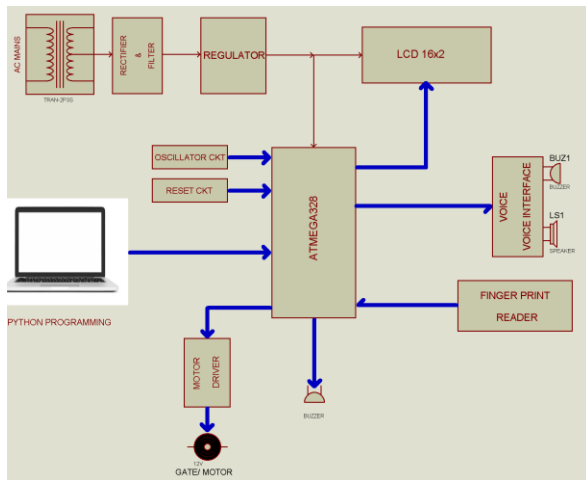 AC MAINS
TRAN-2P3S
RECTIFIER
&
FILTER
REGULATOR
LCD 16x2
OSCILLATOR CKT
RESET CKT
ATMEGA328
VOICE
VOICE INTERFACE
BUZ1
BUZZER
LS1
SPEAKER
PYTHON PROGRAMMING
FINGER PRINT
READER
MOTOR
DRIVER
BUZZER
12V
GATE/ MOTOR